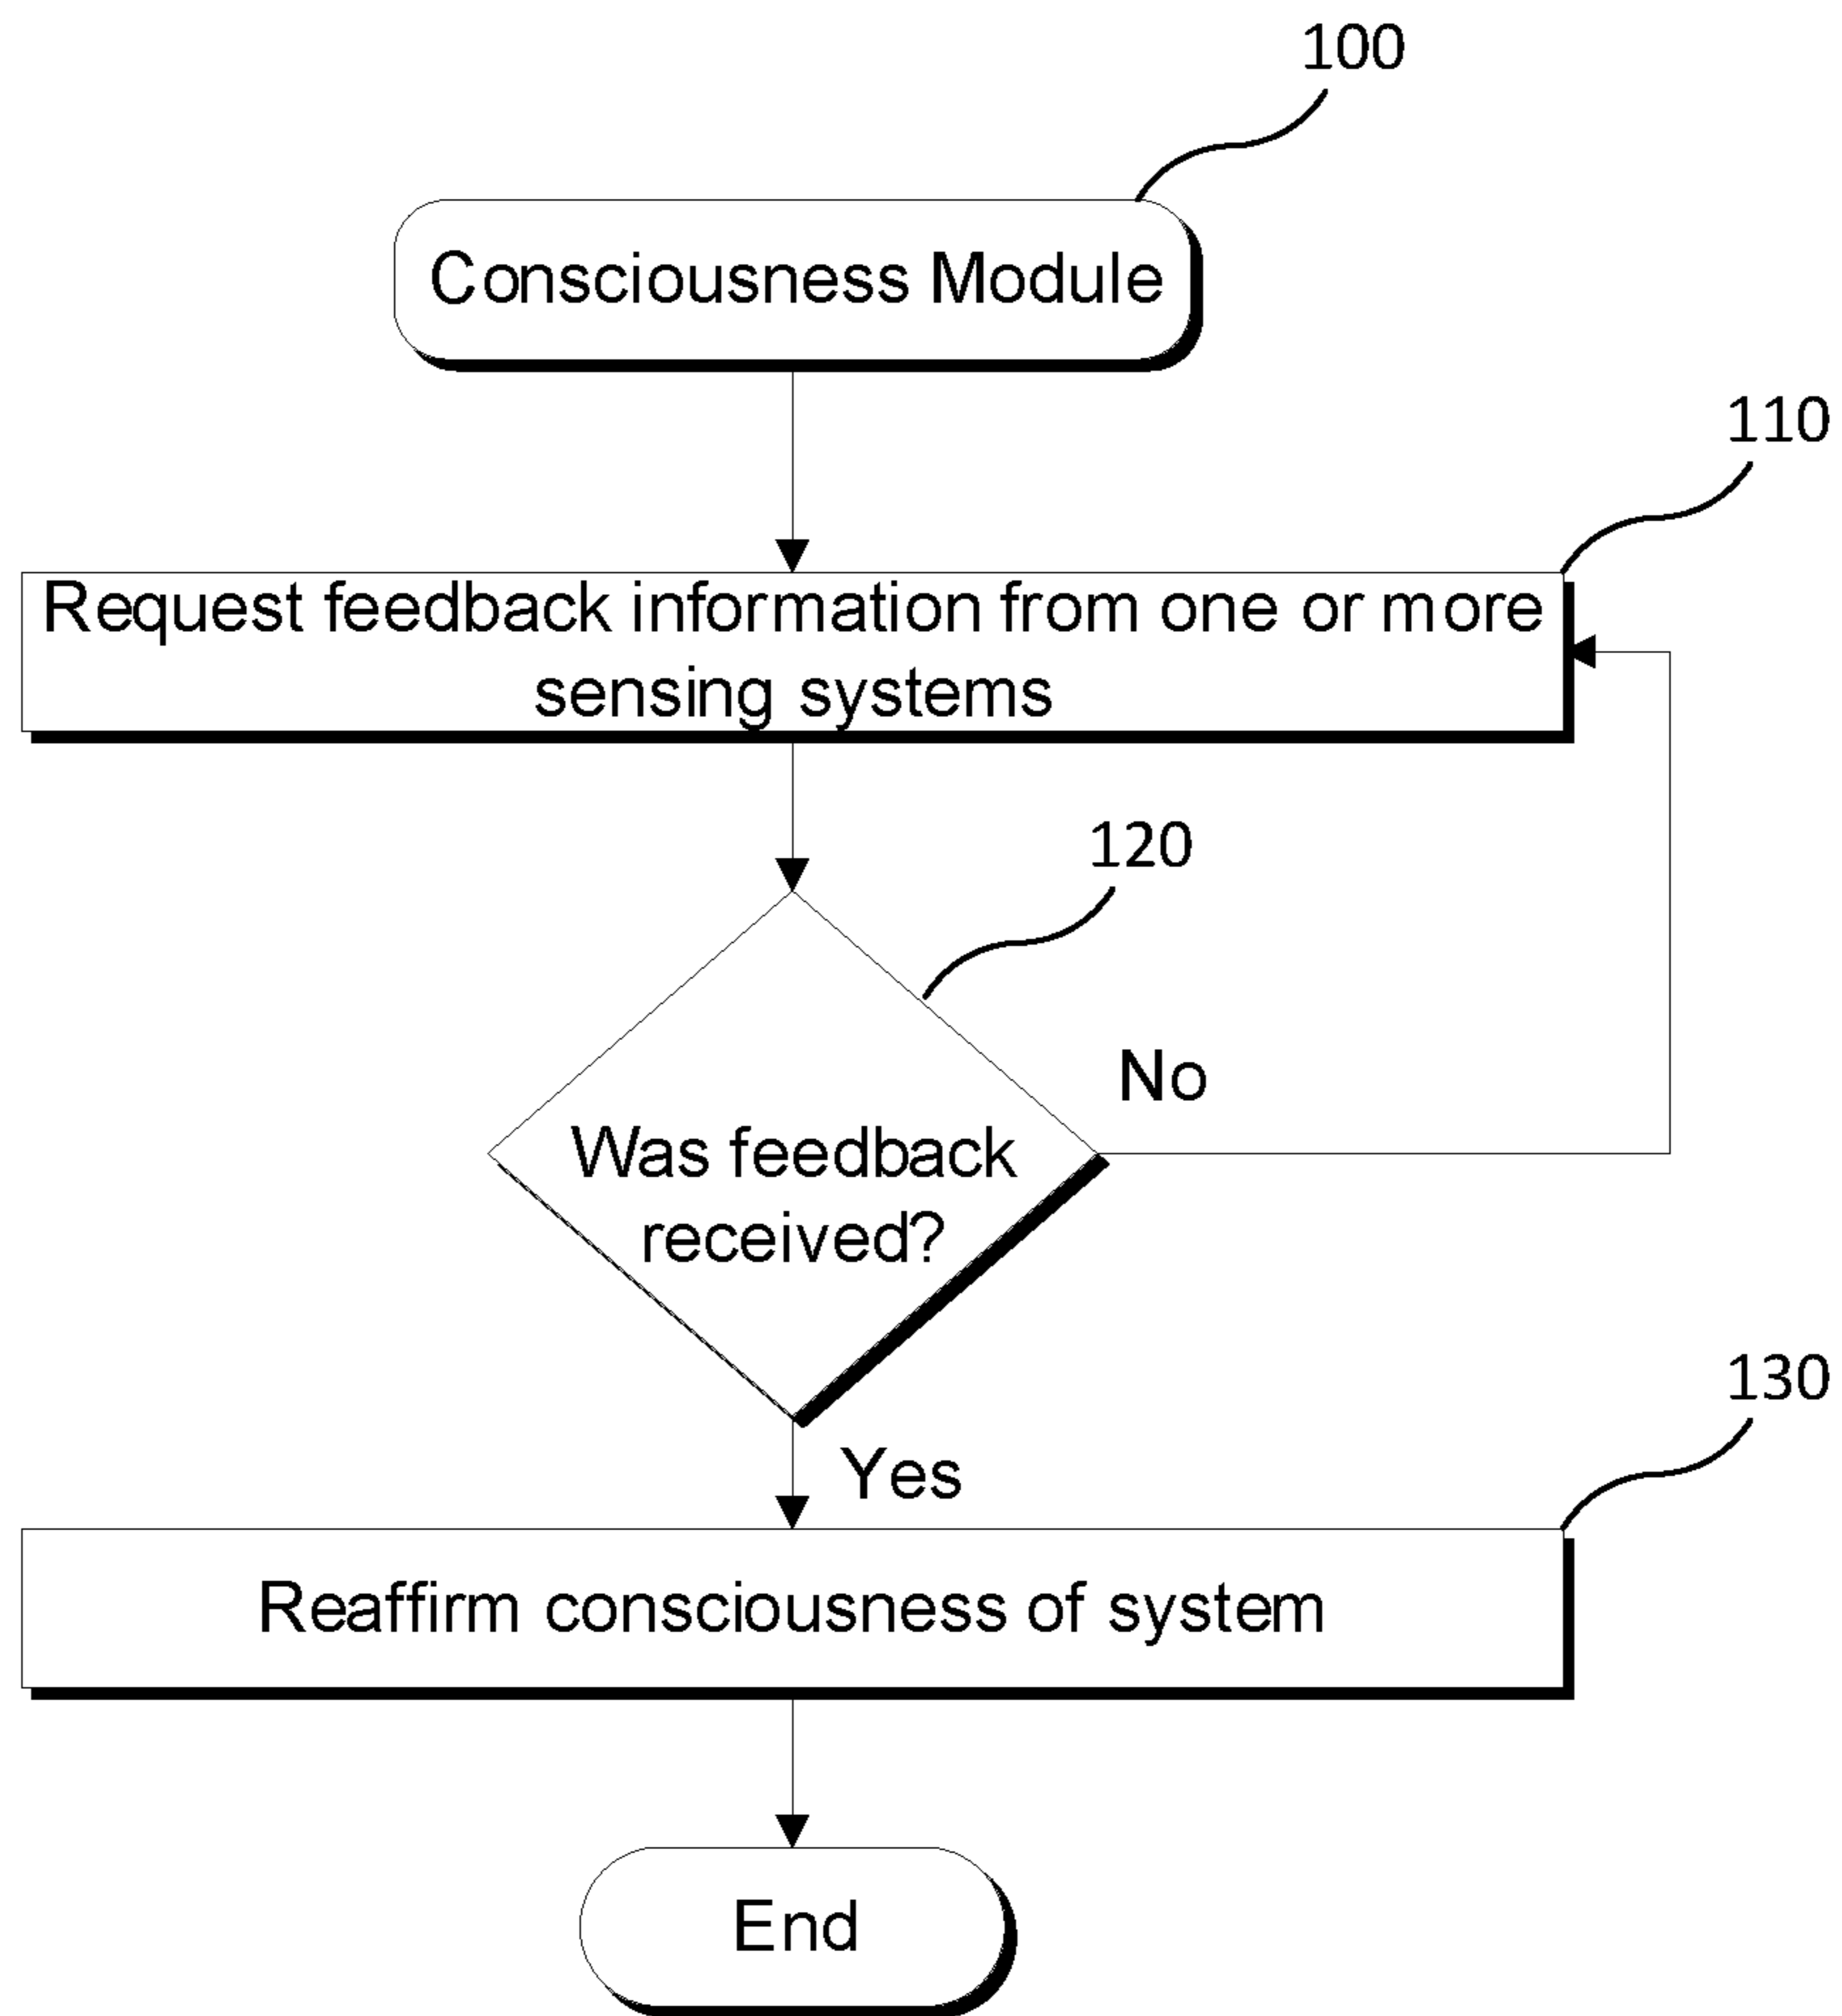 100
Consciousness Module
110
Request feedback information from one or more
sensing systems
120
No
Was feedback
received?
130
Yes
Reaffirm consciousness of system
End